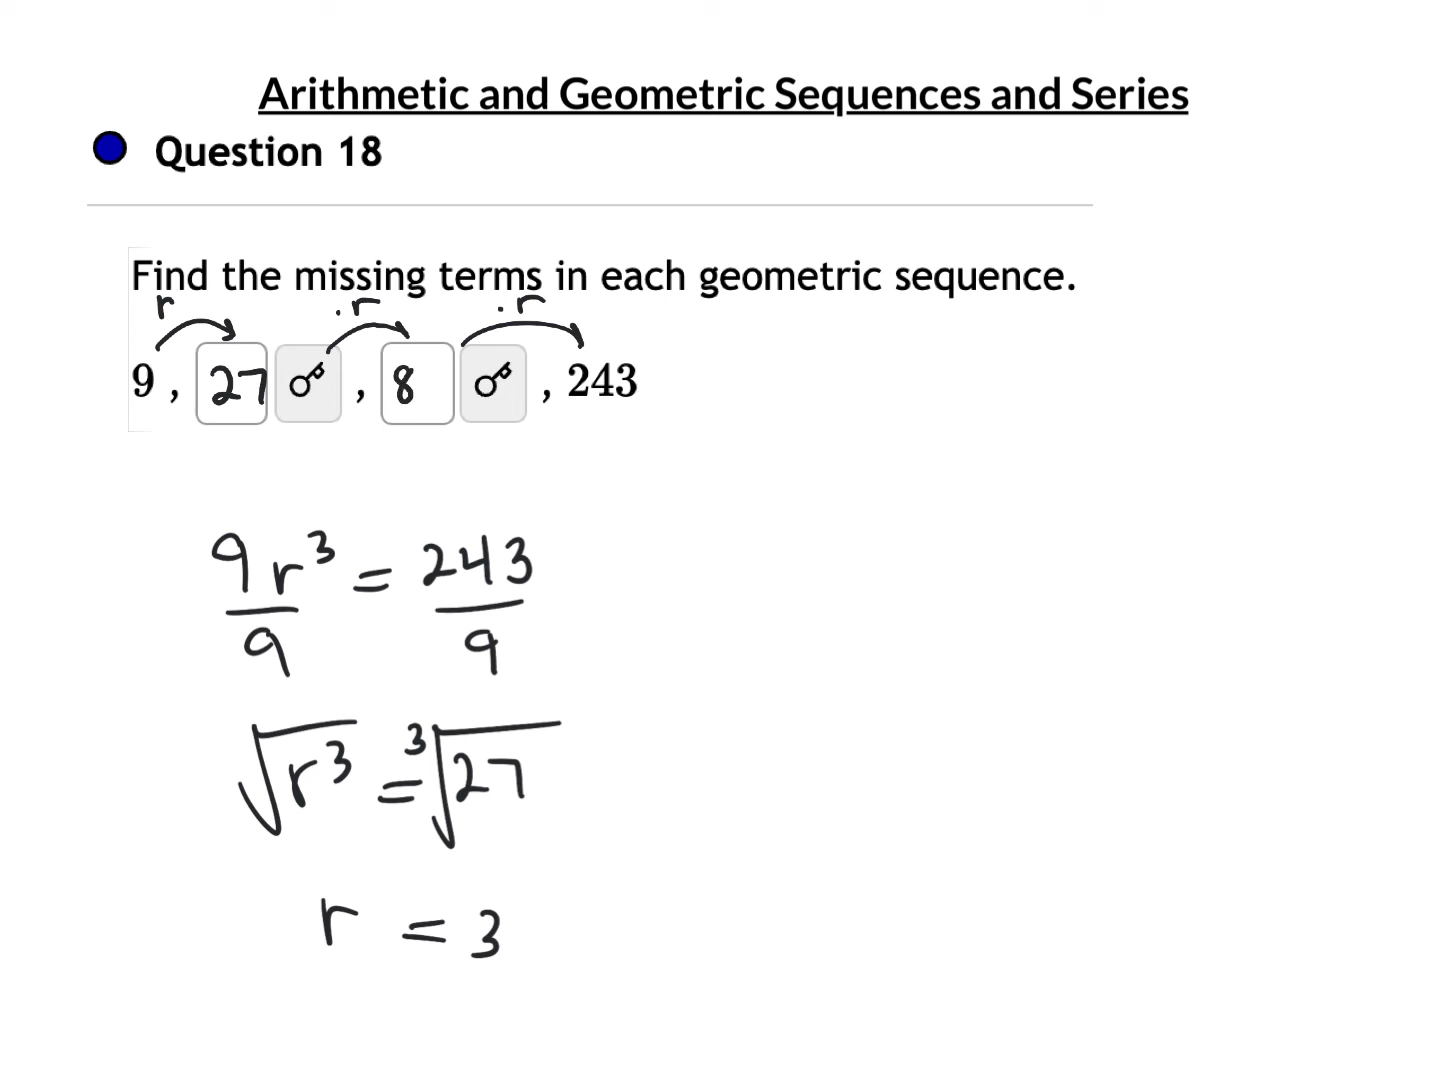 Arithmetic and Geometric Sequences and Series
Question 18
Find the missing terms in each geometric sequence.
r .r .r
9 , 27 , 8 , 243
9r³ = 243
9 9
√r³ = ³√27
r = 3